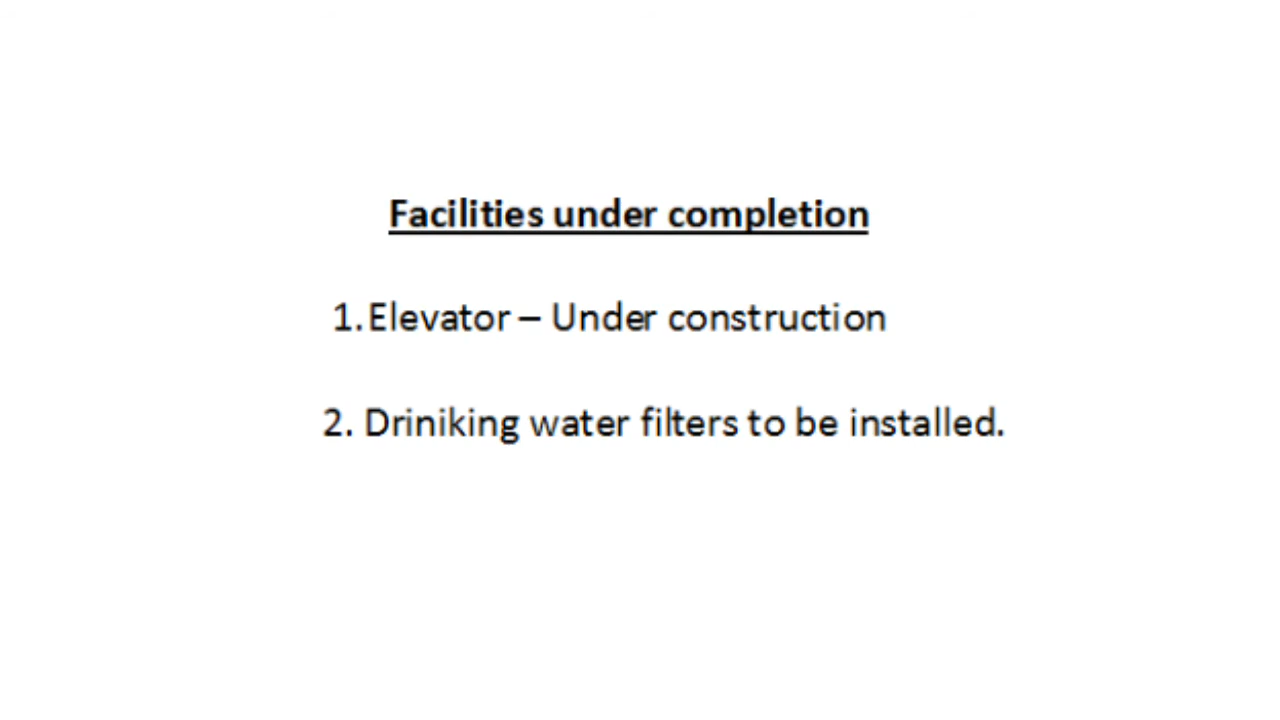 Facilities under completion
1. Elevator – Under construction
2. Driniking water filters to be installed.